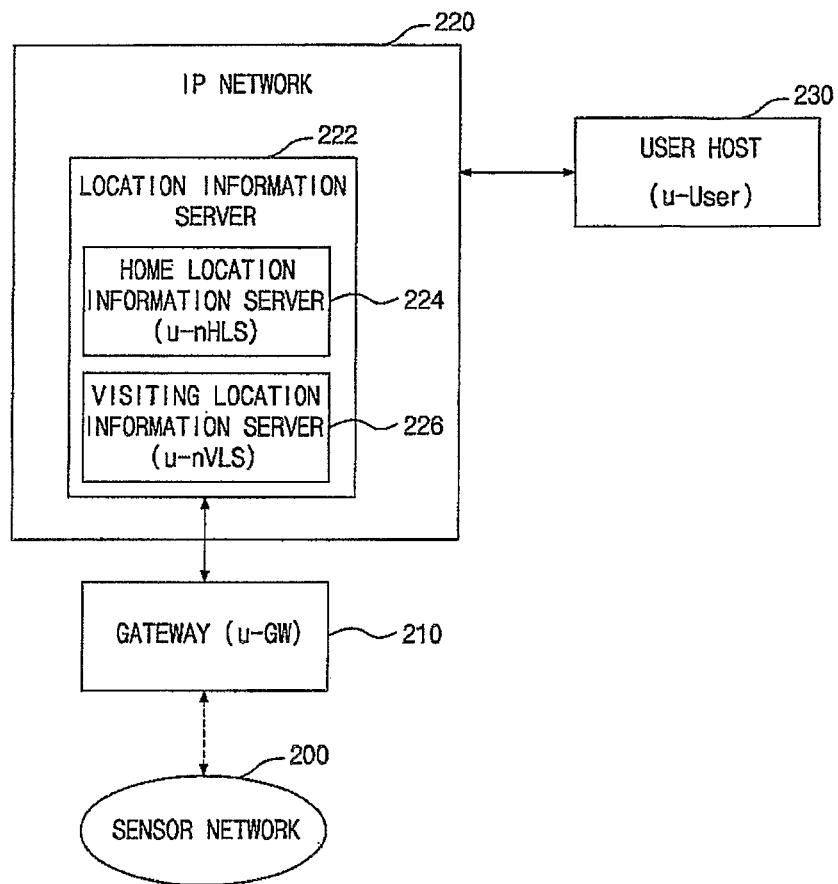 220
IP NETWORK
230
222
USER HOST
(u-User)
LOCATION INFORMATION
SERVER
HOME LOCATION
INFORMATION SERVER
(u-nHLS)
224
VISITING LOCATION
INFORMATION SERVER
(u-nVLS)
226
GATEWAY (u-GW)
210
200
SENSOR NETWORK